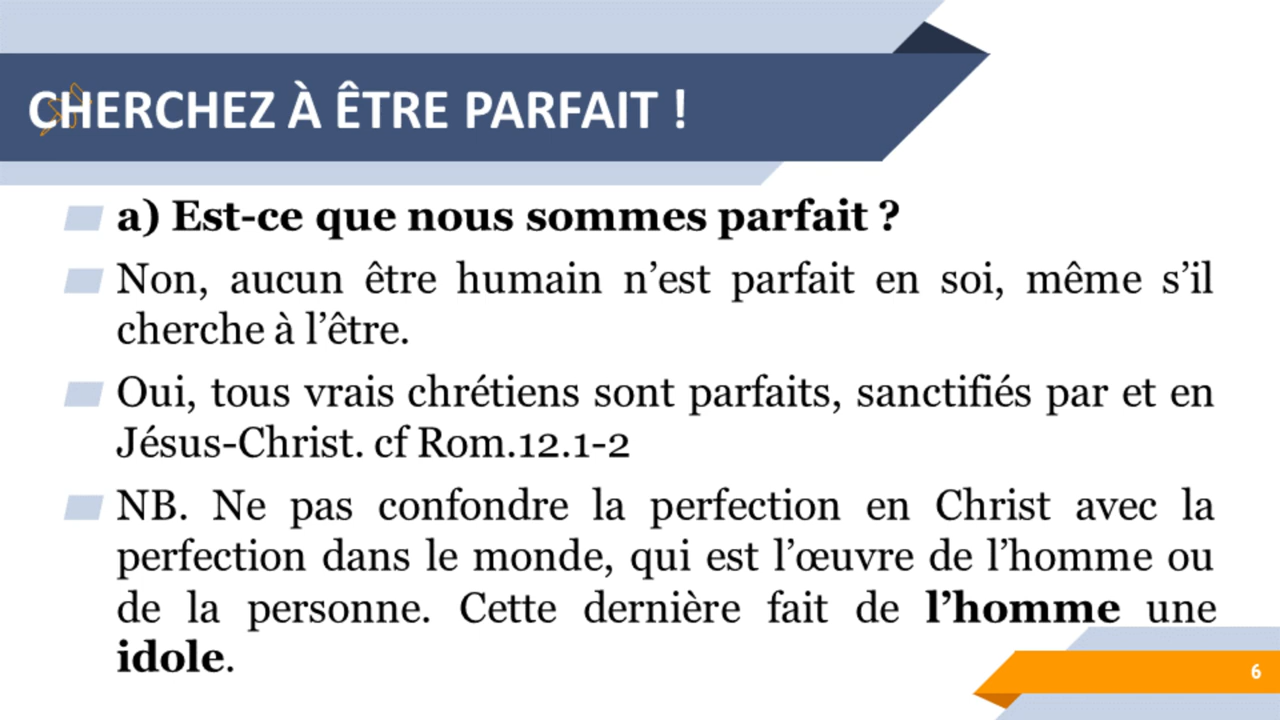 CHERCHEZ À ÊTRE PARFAIT !
a) Est-ce que nous sommes parfait ?
Non, aucun être humain n’est parfait en soi, même s’il
cherche à l’être.
Oui, tous vrais chrétiens sont parfaits, sanctifiés par et en
Jésus-Christ. cf Rom.12.1-2
NB. Ne pas confondre la perfection en Christ avec la
perfection dans le monde, qui est l’œuvre de l’homme ou
de la personne. Cette dernière fait de l’homme une
idole.
6